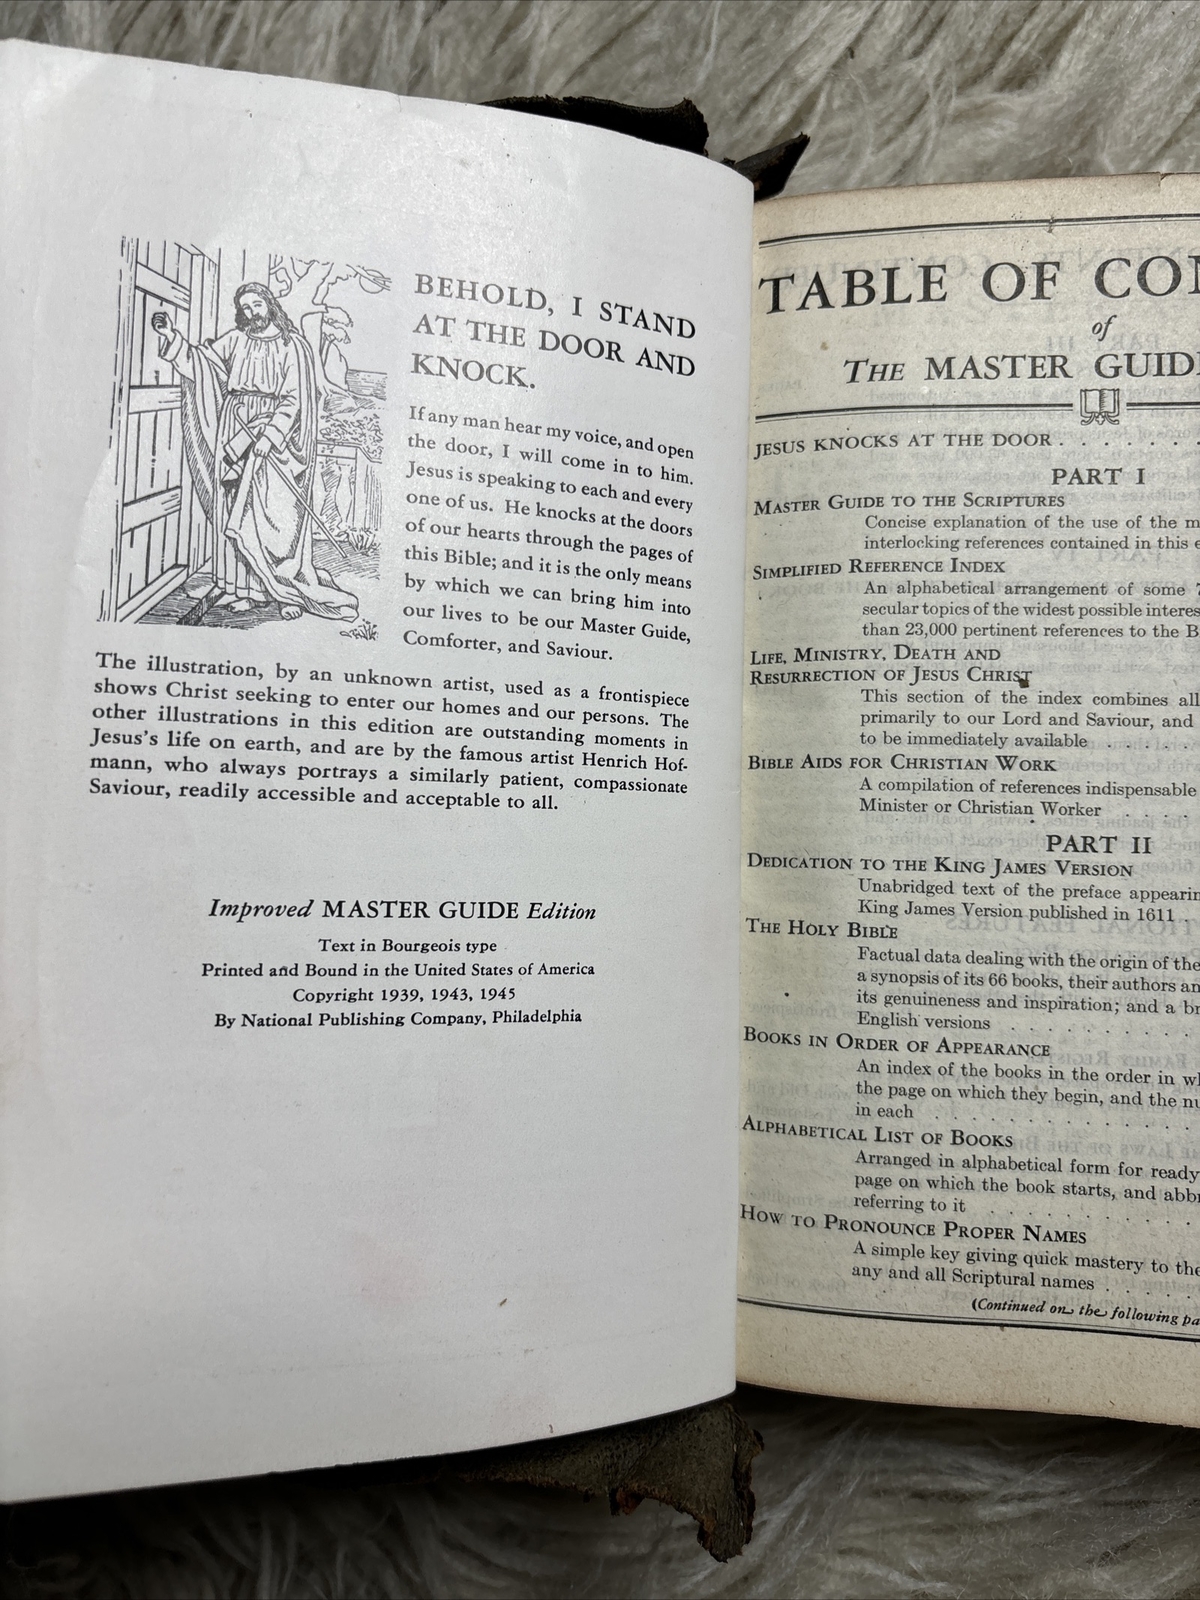 BEHOLD, I STAND
AT THE DOOR AND
KNOCK.
If any man hear my voice, and open
the door, I will come in to him.
Jesus is speaking to each and every
one of us. He knocks at the doors
of our hearts through the pages of
this Bible; and it is the only means
by which we can bring him into
our lives to be our Master Guide,
Comforter, and Saviour.
The illustration, by an unknown artist, used as a frontispiece
shows Christ seeking to enter our homes and our persons. The
other illustrations in this edition are outstanding moments in
Jesus's life on earth, and are by the famous artist Henrich Hof-
mann, who always portrays a similarly patient, compassionate
Saviour, readily accessible and acceptable to all.
Improved MASTER GUIDE Edition
Text in Bourgeois type
Printed and Bound in the United States of America
Copyright 1939, 1943, 1945
By National Publishing Company, Philadelphia
TABLE OF CON
of
THE MASTER GUIDE
JESUS KNOCKS AT THE DOOR . . . . . . .
PART I
MASTER GUIDE TO THE SCRIPTURES
Concise explanation of the use of the m
interlocking references contained in this e
SIMPLIFIED REFERENCE INDEX
An alphabetical arrangement of some 7
secular topics of the widest possible interes
than 23,000 pertinent references to the B
LIFE, MINISTRY, DEATH AND
RESURRECTION OF JESUS CHRIST
This section of the index combines all
primarily to our Lord and Saviour, and
to be immediately available . . . . . .
BIBLE AIDS FOR CHRISTIAN WORK
A compilation of references indispensable
Minister or Christian Worker . . . .
PART II
DEDICATION TO THE KING JAMES VERSION
Unabridged text of the preface appearin
King James Version published in 1611 .
THE HOLY BIBLE
Factual data dealing with the origin of the
a synopsis of its 66 books, their authors an
its genuineness and inspiration; and a br
English versions . . . . . . . . . .
BOOKS IN ORDER OF APPEARANCE
An index of the books in the order in wh
the page on which they begin, and the nu
in each . . . . . . . . . . . . . .
ALPHABETICAL LIST OF BOOKS
Arranged in alphabetical form for ready
page on which the book starts, and abbr
referring to it . . . . . . . . . . .
HOW TO PRONOUNCE PROPER NAMES
A simple key giving quick mastery to the
any and all Scriptural names . . . . .
(Continued on the following pa